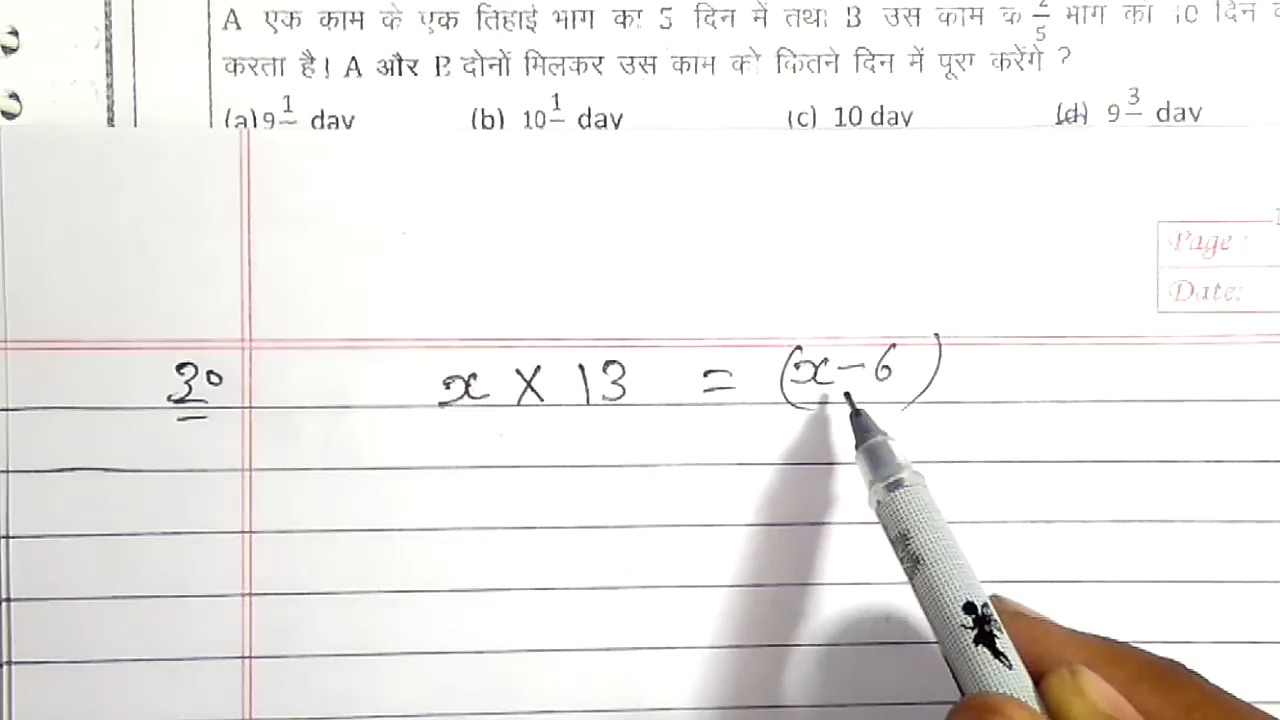 A एक काम के एक तिहाई भाग का 5 दिन में तथा B उस काम क 2/5 भाग का 10 दिन
करता है। A और B दोनों मिलकर उस काम को कितने दिन में पूरा करेंगे ?
(a) 9 1 day (b) 10 1 day (c) 10 day (d) 9 3 day
Page :
Date:
x × 13 = (x-6)